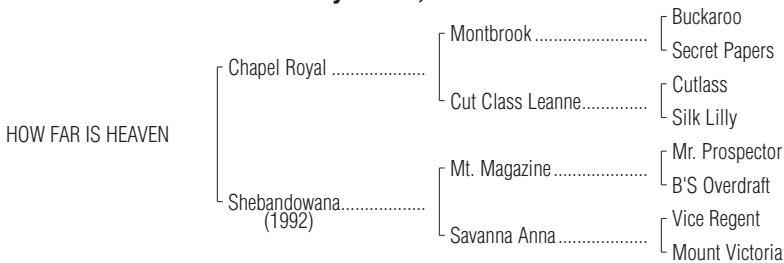 Buckaroo
Montbrook
Secret Papers
Chapel Royal
Cutlass
Cut Class Leanne
Silk Lilly
HOW FAR IS HEAVEN
Mr. Prospector
Mt. Magazine
B'S Overdraft
Shebandowana
(1992)
Vice Regent
Savanna Anna
Mount Victoria